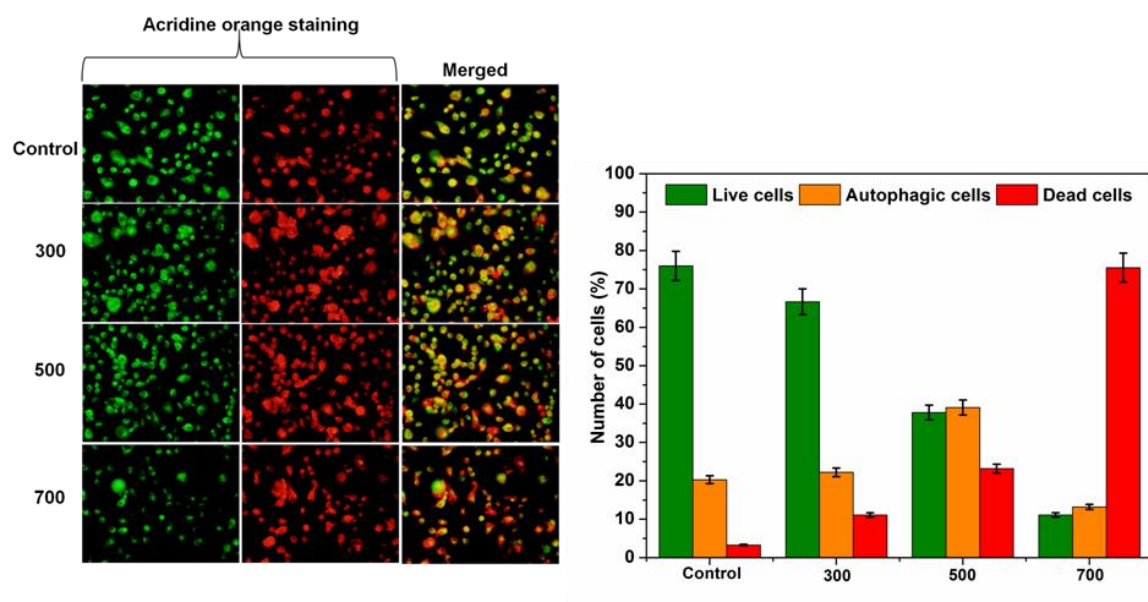 Acridine orange staining
Merged
Control
300
500
700
100
90
80
70
60
50
40
30
20
10
0
Number of cells (%)
Live cells Autophagic cells Dead cells
Control 300 500 700